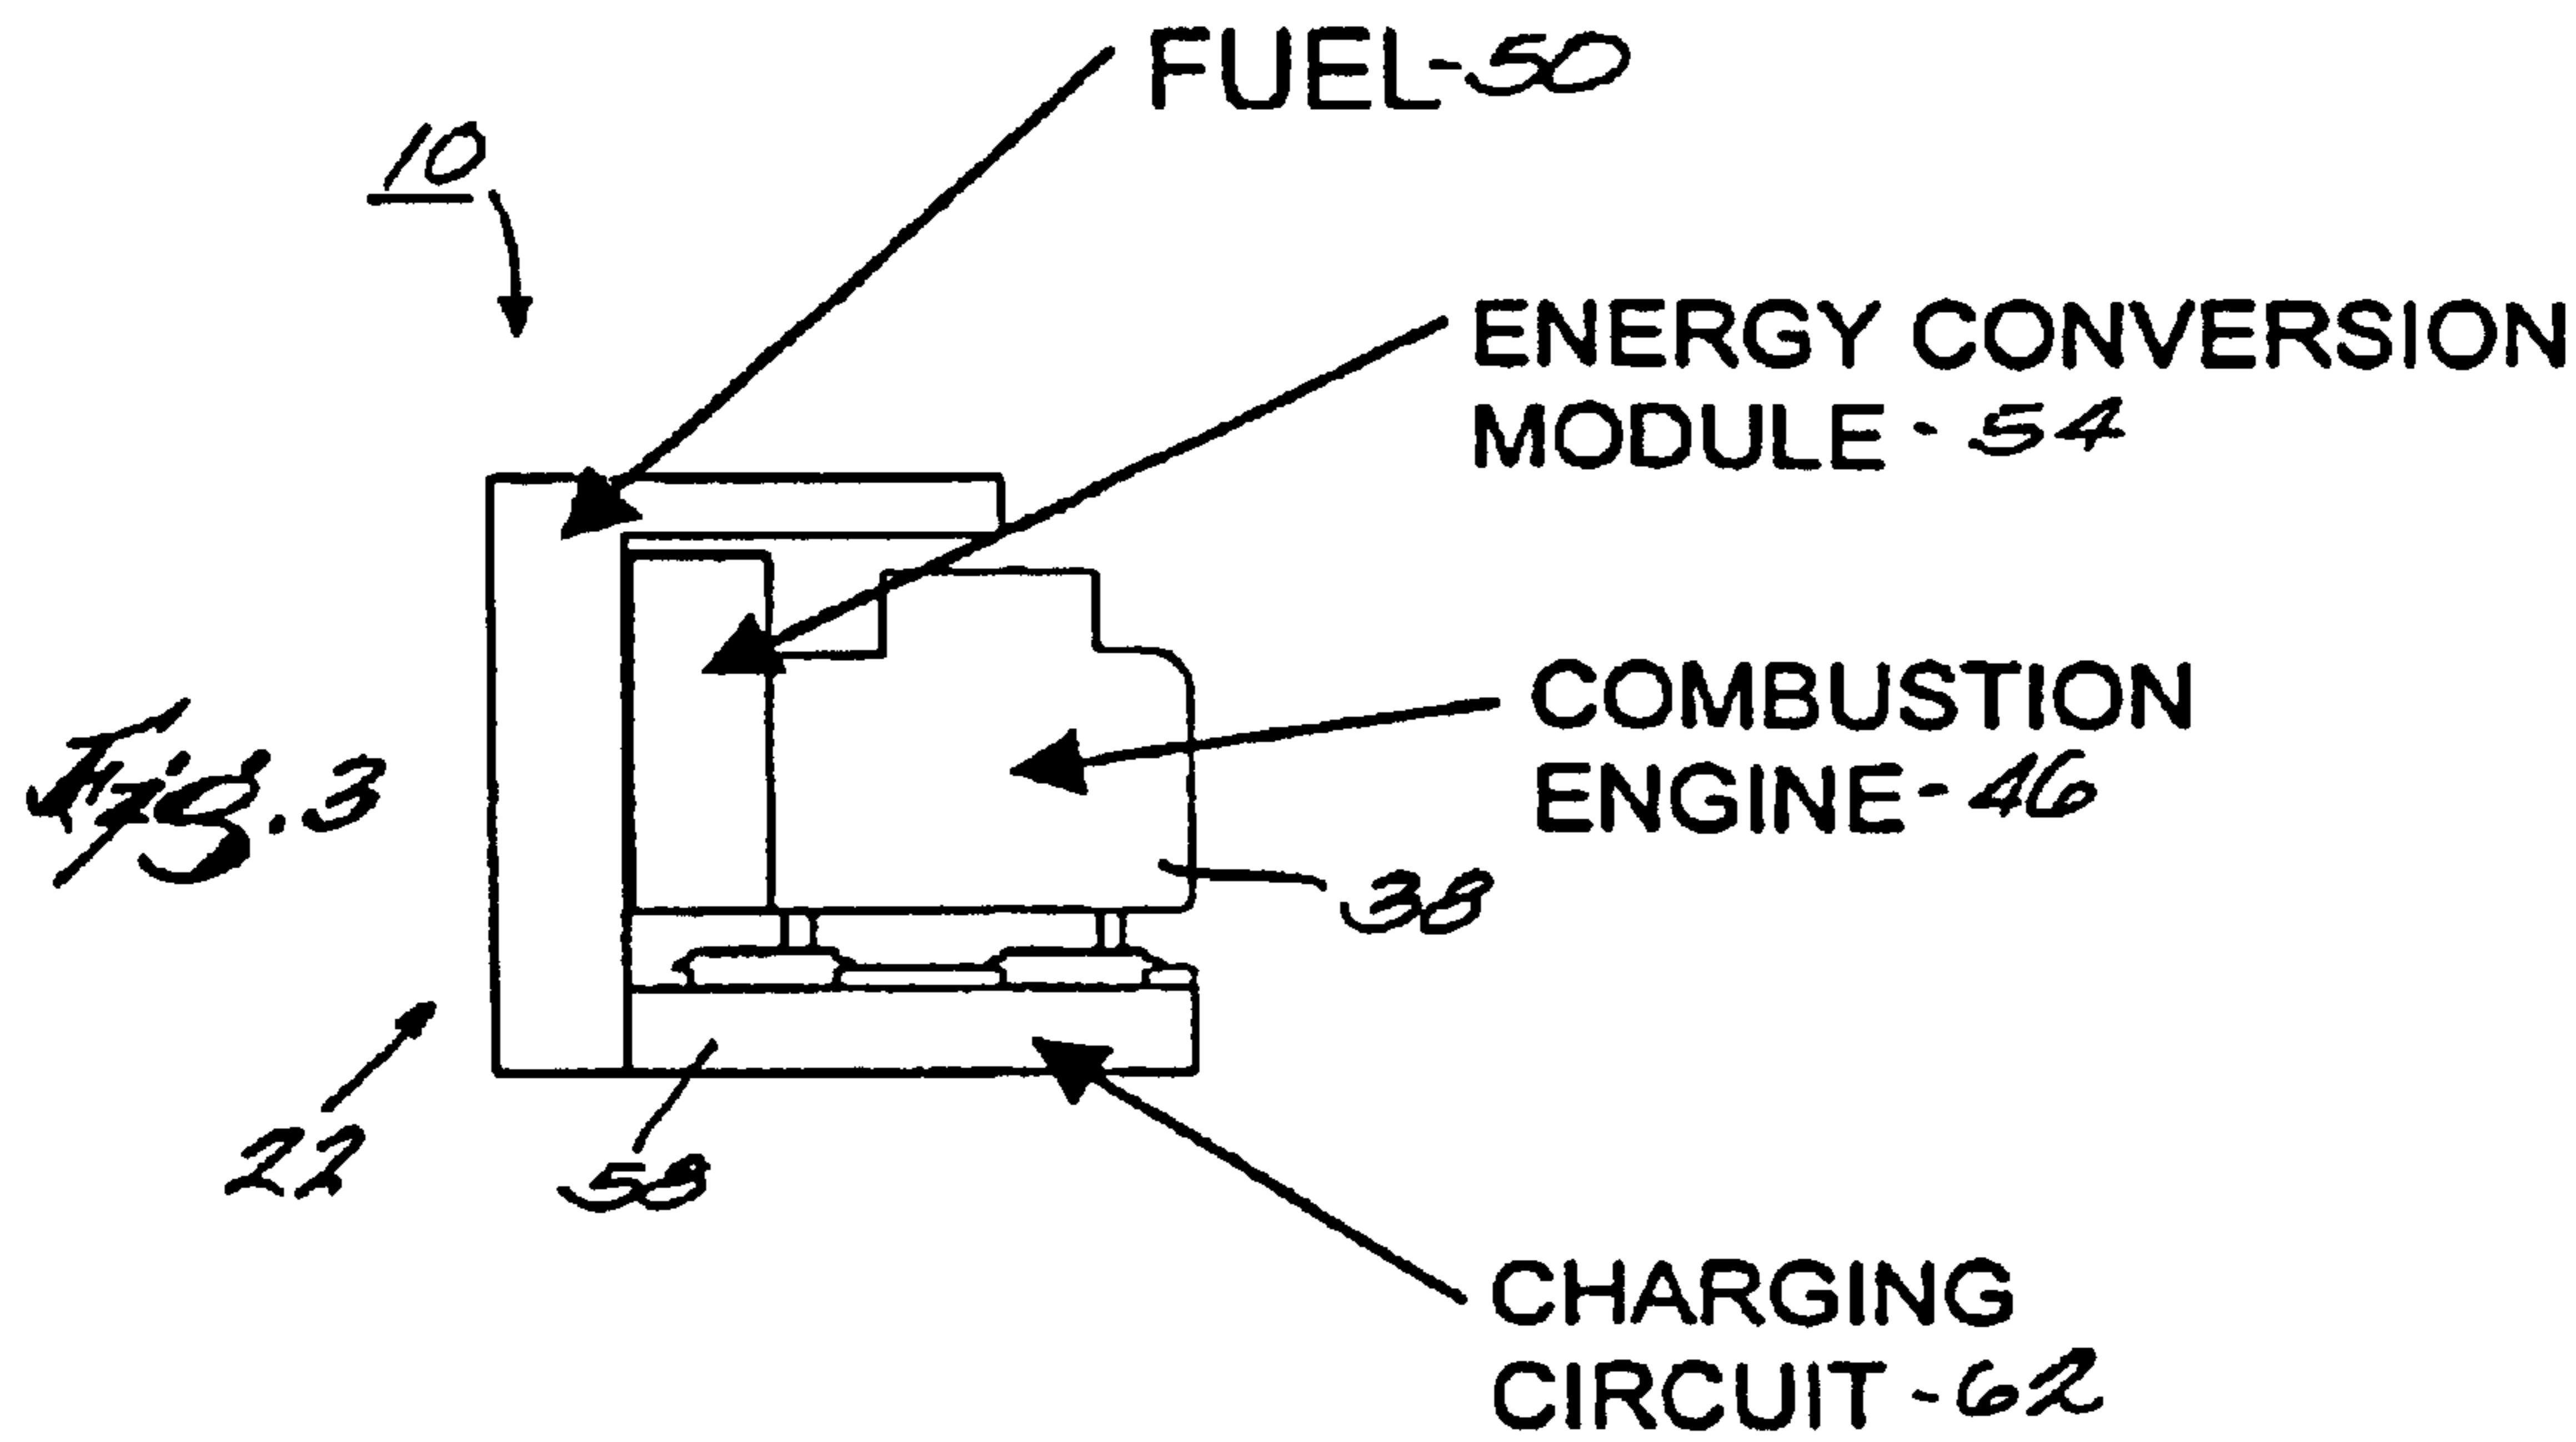 FUEL-50
10
ENERGY CONVERSION
MODULE - 54
COMBUSTION
ENGINE - 46
Fig. 3
38
22
58
CHARGING
CIRCUIT - 62